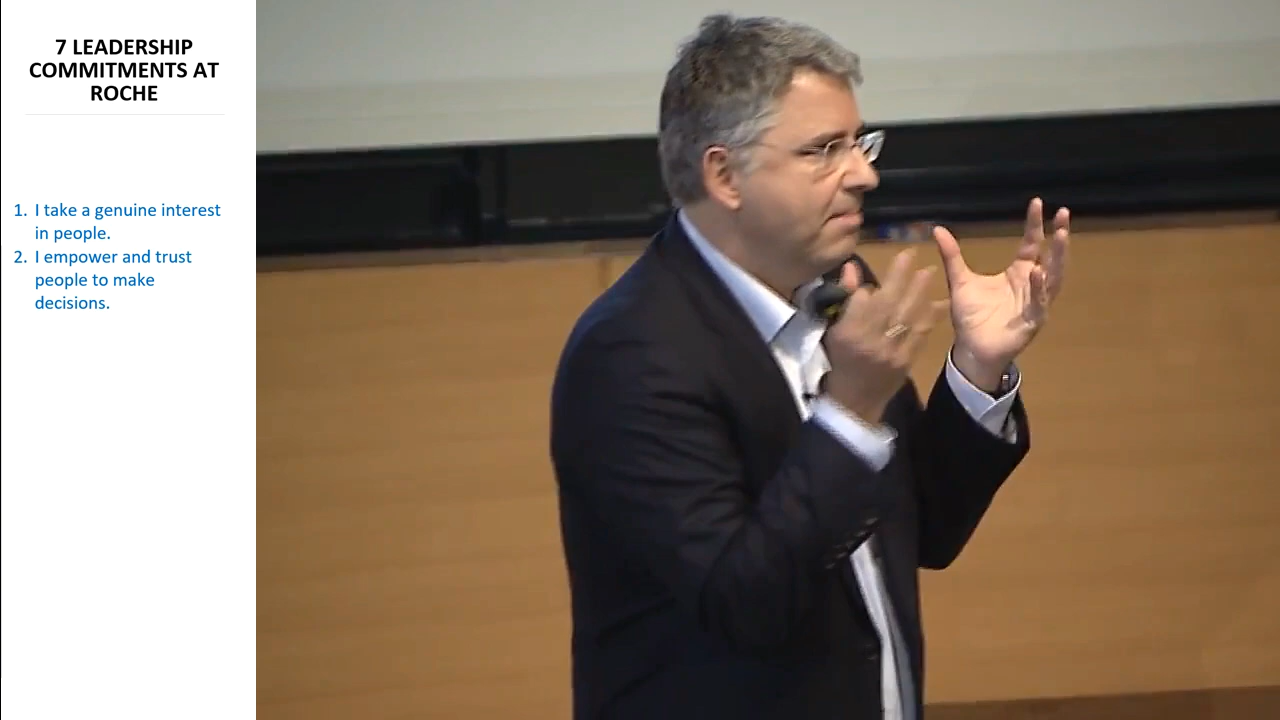 7 LEADERSHIP
COMMITMENTS AT
ROCHE
1. I take a genuine interest
in people.
2. I empower and trust
people to make
decisions.